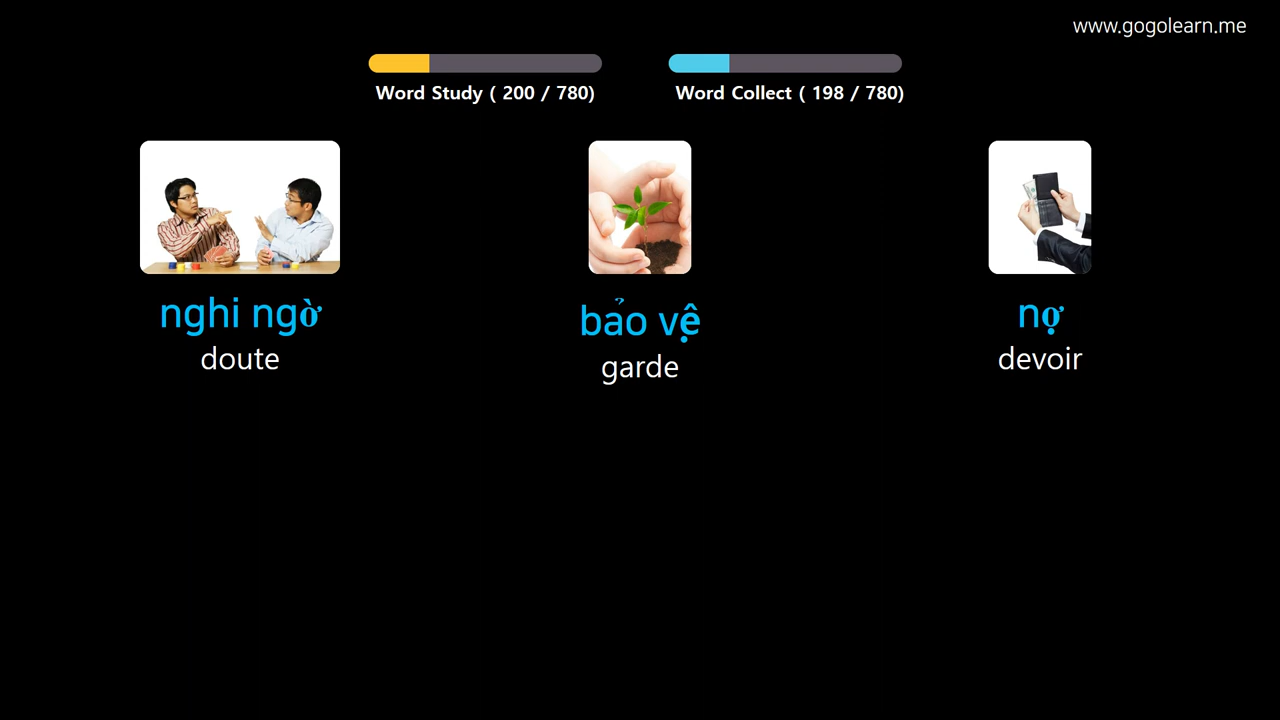 www.gogolearn.me
Word Study ( 200 / 780)
Word Collect ( 198 / 780)
nghi ngờ
doute
bảo vệ
garde
nợ
devoir